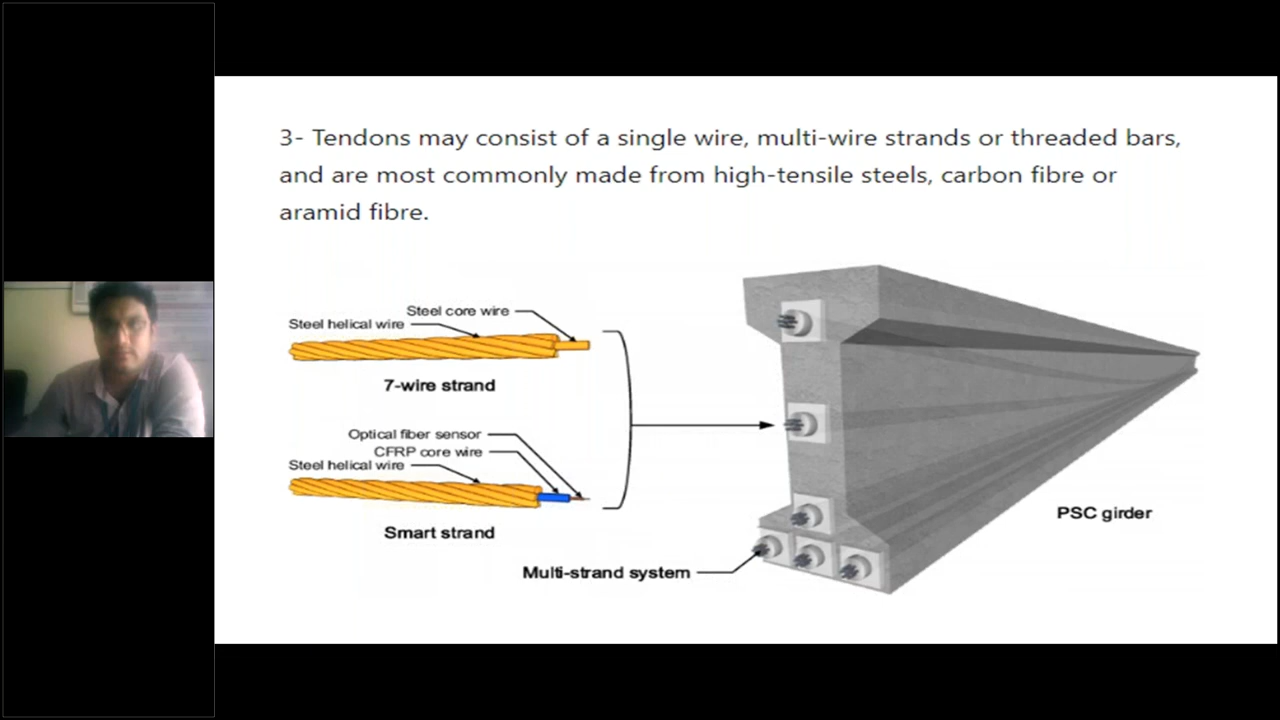 3- Tendons may consist of a single wire, multi-wire strands or threaded bars,
and are most commonly made from high-tensile steels, carbon fibre or
aramid fibre.
Steel core wire
Steel helical wire
7-wire strand
Optical fiber sensor
CFRP core wire
Steel helical wire
Smart strand
Multi-strand system
PSC girder